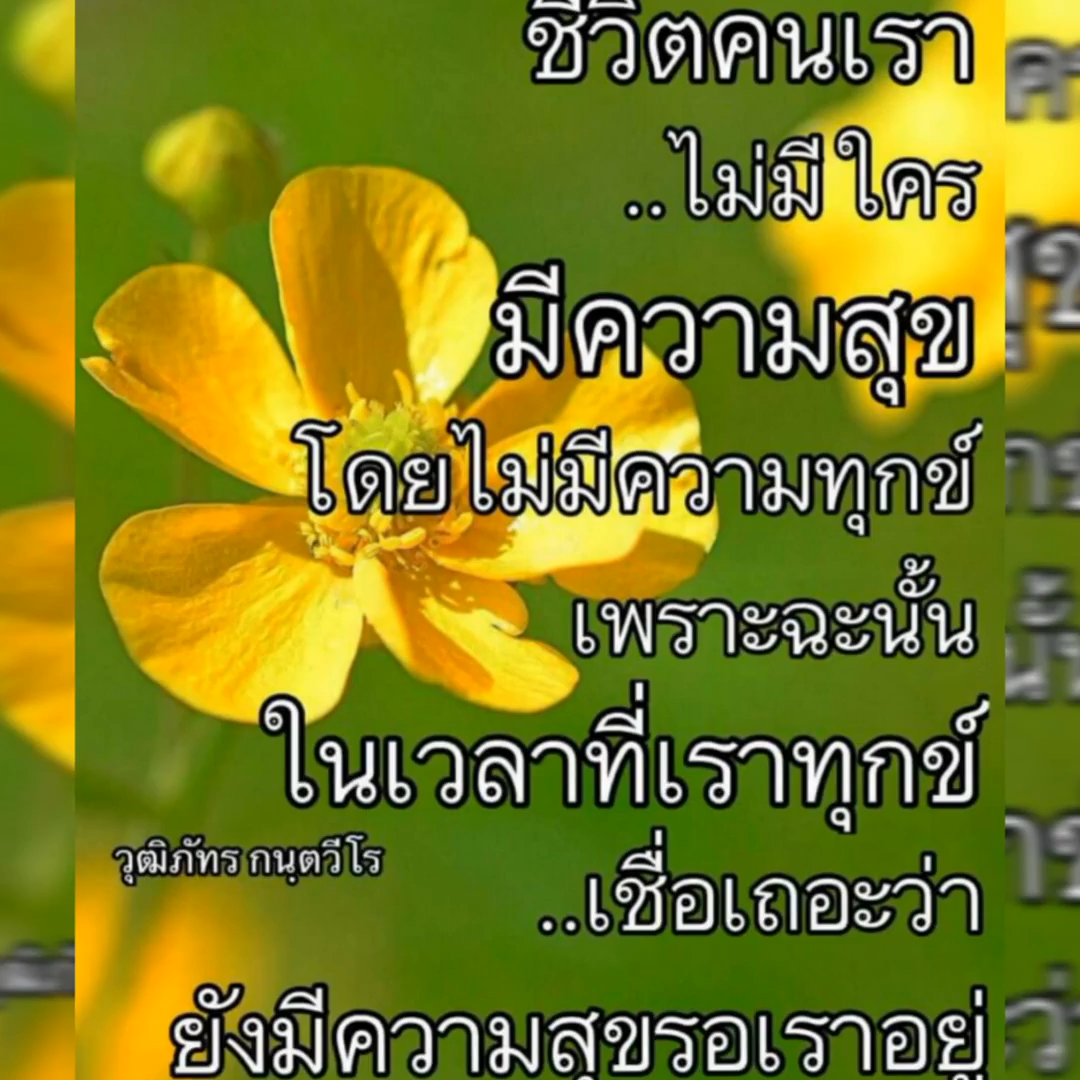 ชีวิตคนเรา
..ไม่มี ใคร
มีความสุข
โดยไม่มีความทุกข์
เพราะฉะนั้น
ในเวลาที่เราทุกข์
วุฒิภัทร กนฺตวีโร
..เชื่อเถอะว่า
ยังมีความสุขรอเราอยู่